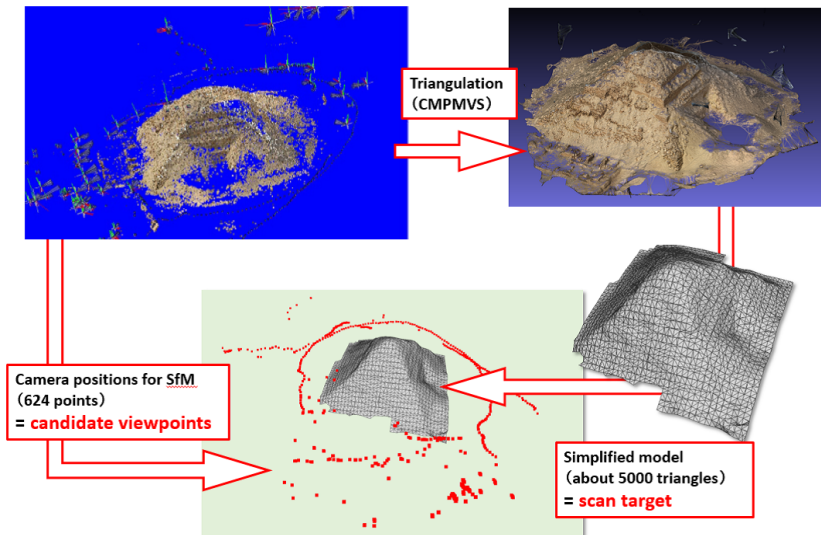 Triangulation
（CMPMVS）
Camera positions for SfM
（624 points）
= candidate viewpoints
Simplified model
（about 5000 triangles）
= scan target